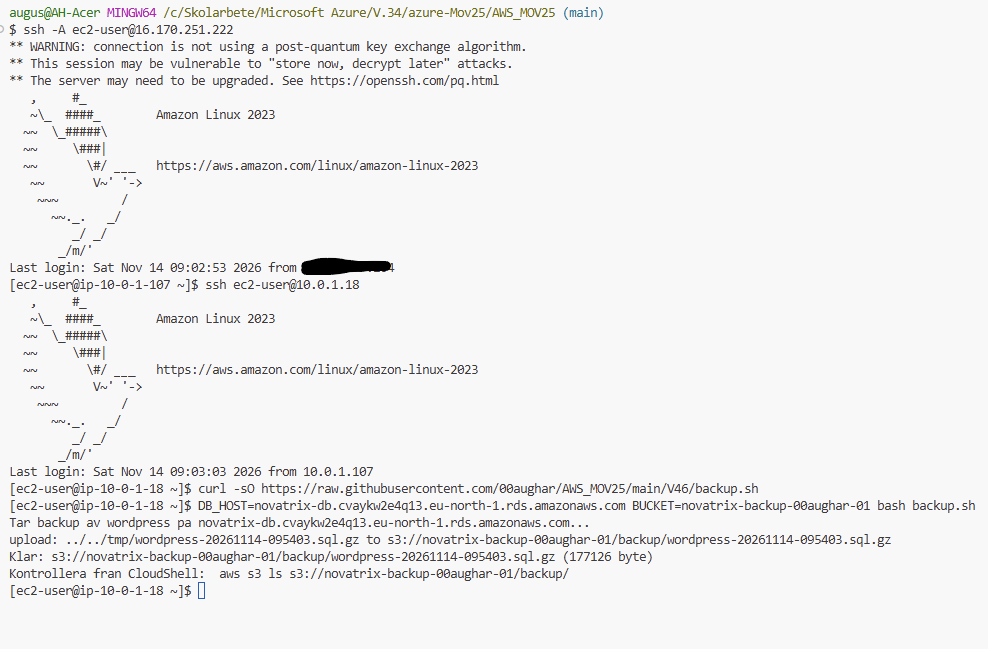 augus@AH-Acer MINGW64 /c/Skolarbete/Microsoft Azure/V.34/azure-Mov25/AWS_MOV25 (main)
$ ssh -A ec2-user@16.170.251.222
** WARNING: connection is not using a post-quantum key exchange algorithm.
** This session may be vulnerable to "store now, decrypt later" attacks.
** The server may need to be upgraded. See https://openssh.com/pq.html
   ,     #_
   ~\_  ####_        Amazon Linux 2023
  ~~  \_#####\
  ~~     \###|
  ~~       \#/ ___   https://aws.amazon.com/linux/amazon-linux-2023
   ~~       V~' '->
    ~~~         /
      ~~._.   _/
         _/ _/
       _/m/'
Last login: Sat Nov 14 09:02:53 2026 from
[ec2-user@ip-10-0-1-107 ~]$ ssh ec2-user@10.0.1.18
   ,     #_
   ~\_  ####_        Amazon Linux 2023
  ~~  \_#####\
  ~~     \###|
  ~~       \#/ ___   https://aws.amazon.com/linux/amazon-linux-2023
   ~~       V~' '->
    ~~~         /
      ~~._.   _/
         _/ _/
       _/m/'
Last login: Sat Nov 14 09:03:03 2026 from 10.0.1.107
[ec2-user@ip-10-0-1-18 ~]$ curl -sO https://raw.githubusercontent.com/00aughar/AWS_MOV25/main/V46/backup.sh
[ec2-user@ip-10-0-1-18 ~]$ DB_HOST=novatrix-db.cvaykw2e4q13.eu-north-1.rds.amazonaws.com BUCKET=novatrix-backup-00aughar-01 bash backup.sh
Tar backup av wordpress pa novatrix-db.cvaykw2e4q13.eu-north-1.rds.amazonaws.com...
upload: ../../tmp/wordpress-20261114-095403.sql.gz to s3://novatrix-backup-00aughar-01/backup/wordpress-20261114-095403.sql.gz
Klar: s3://novatrix-backup-00aughar-01/backup/wordpress-20261114-095403.sql.gz (177126 byte)
Kontrollera fran CloudShell:  aws s3 ls s3://novatrix-backup-00aughar-01/backup/
[ec2-user@ip-10-0-1-18 ~]$